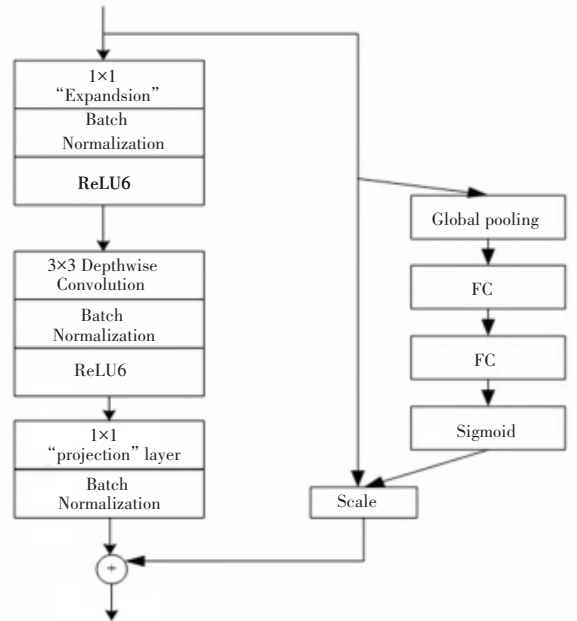 1×1
“Expandsion”
Batch
Normalization
ReLU6
3×3 Depthwise
Convolution
Batch
Normalization
ReLU6
1×1
“projection” layer
Batch
Normalization
+
Global pooling
FC
FC
Sigmoid
Scale